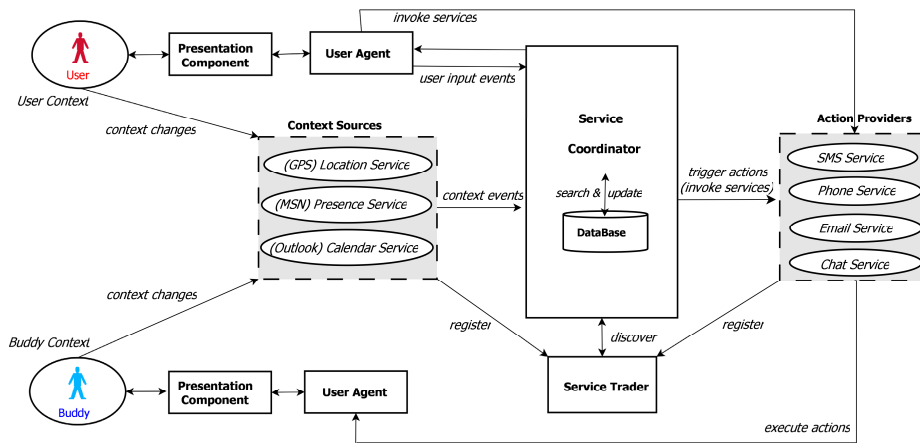 invoke services
Presentation
Component
User Agent
User
user input events
User Context
context changes
Context Sources
(GPS) Location Service
(MSN) Presence Service
(Outlook) Calendar Service
context events
Service
Coordinator
search & update
DataBase
trigger actions
(invoke services)
Action Providers
SMS Service
Phone Service
Email Service
Chat Service
context changes
register
discover
register
Buddy Context
Service Trader
Buddy
Presentation
Component
User Agent
execute actions